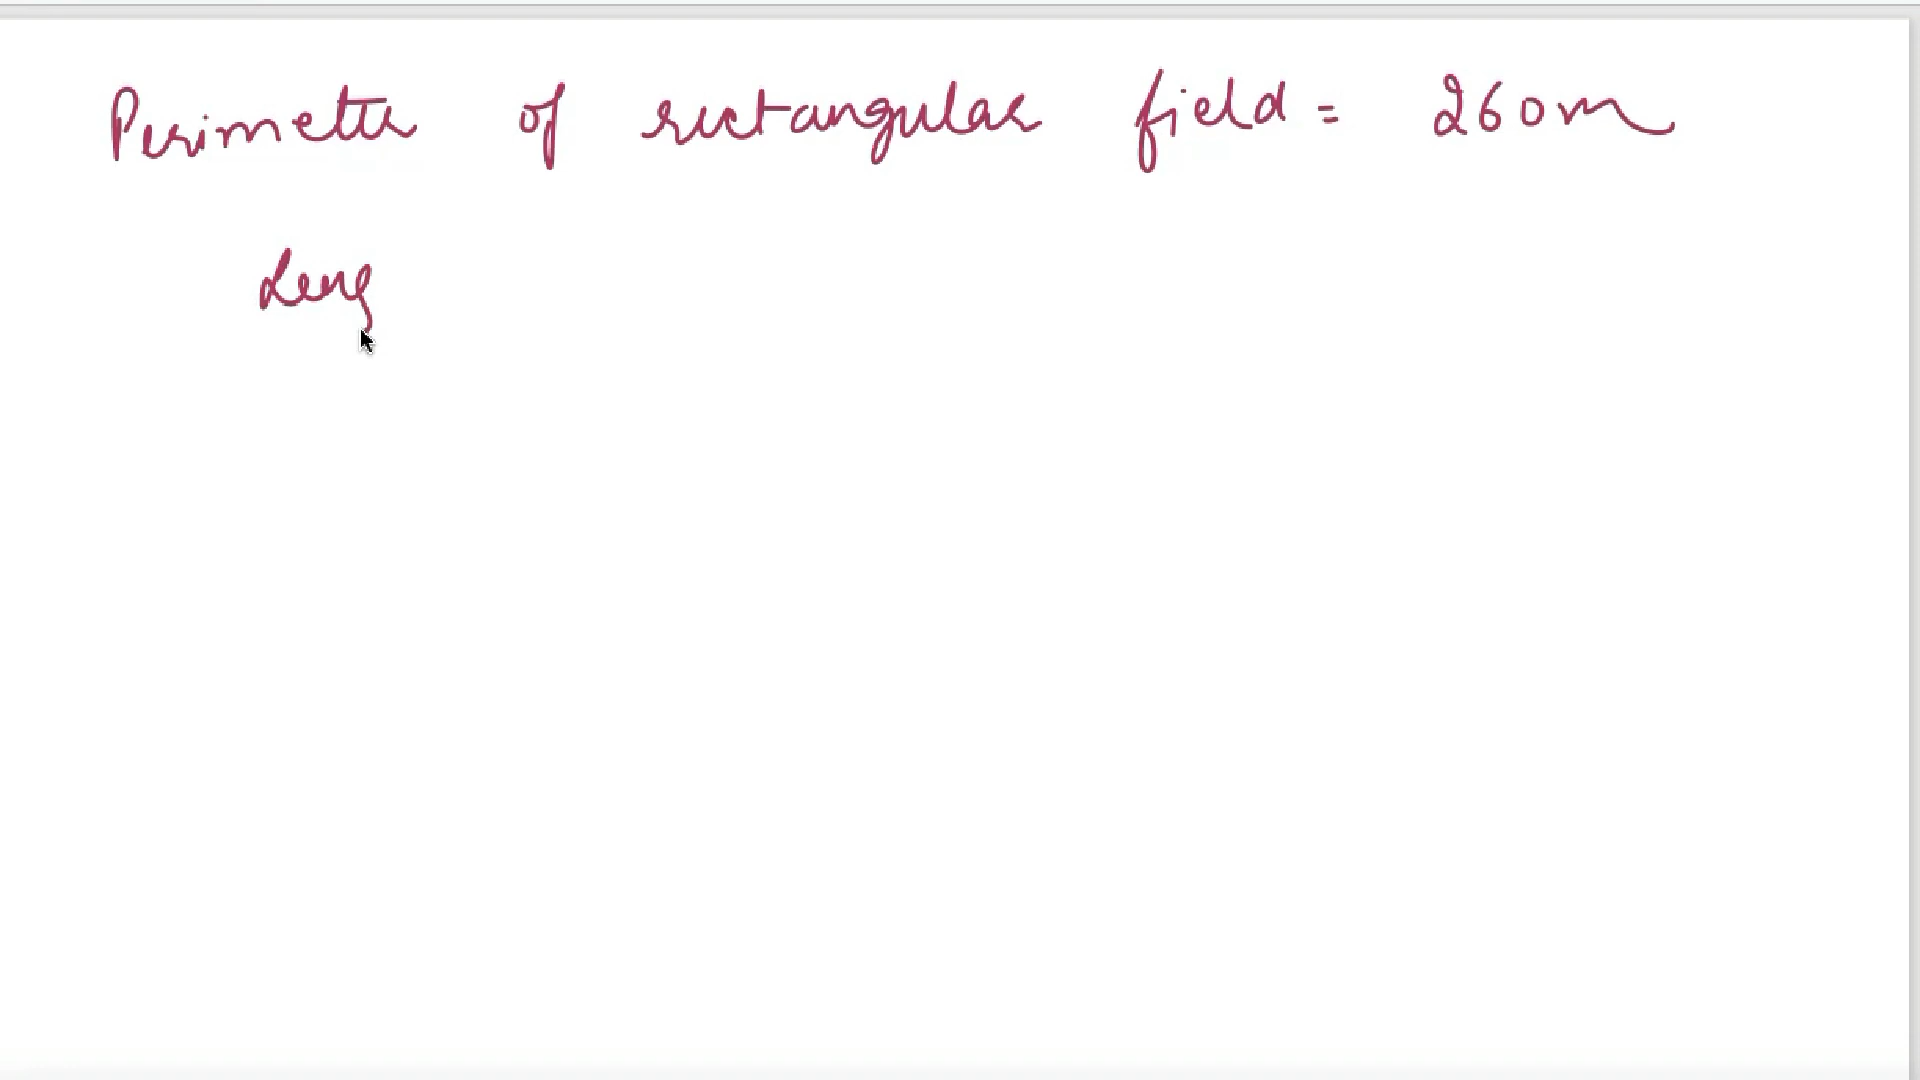 Perimeter of rectangular field = 260m
Leng